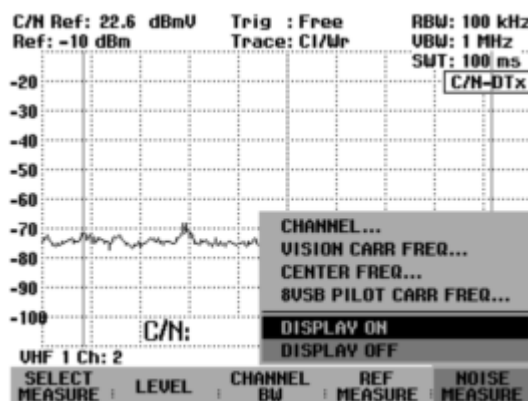 C/N Ref: 22.6 dBmV Trig : Free RBW: 100 kHz
Ref: -10 dBm Trace: Cl/Wr VBW: 1 MHz
SWT: 100 ms
C/N-DTx
-20
-30
-40
-50
-60
-70
-80
-90
-100
CHANNEL...
VISION CARR FREQ...
CENTER FREQ...
8VSB PILOT CARR FREQ...
DISPLAY ON
DISPLAY OFF
C/N:
VHF 1 Ch: 2
SELECT MEASURE
LEVEL
CHANNEL BW
REF MEASURE
NOISE MEASURE